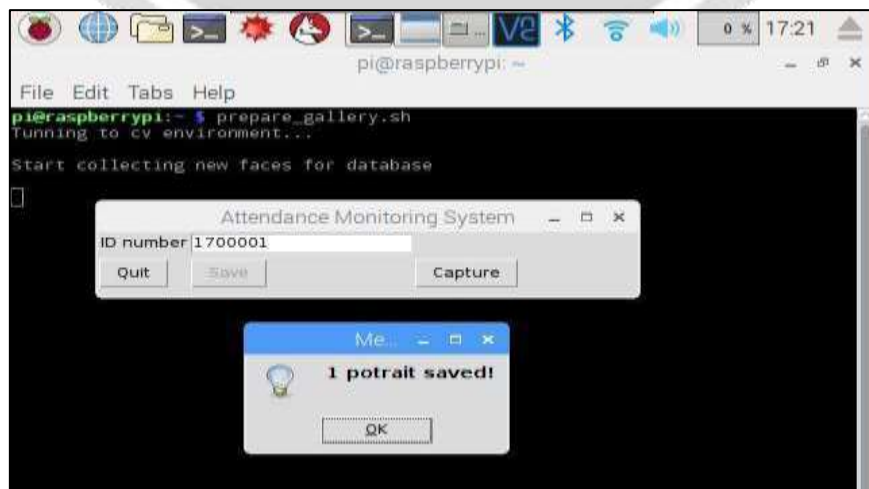 0 % 17:21
pi@raspberrypi: ~
File Edit Tabs Help
pi@raspberrypi:~ $ prepare_gallery.sh
Tunning to cv environment...
Start collecting new faces for database
Attendance Monitoring System
ID number 1700001
Quit Save Capture
Me...
1 potrait saved!
OK